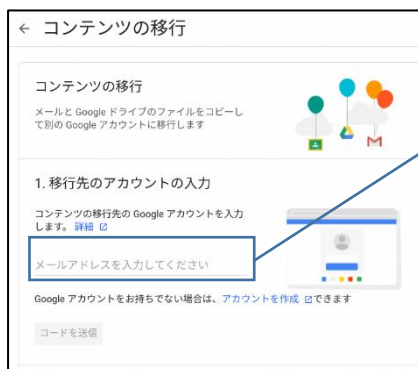 ← コンテンツの移行
コンテンツの移行
メールと Google ドライブのファイルをコピーし
て別の Google アカウントに移行します
1. 移行先のアカウントの入力
コンテンツの移行先の Google アカウントを入力
します。 詳細
メールアドレスを入力してください
Google アカウントをお持ちでない場合は、アカウントを作成 できます
コードを送信